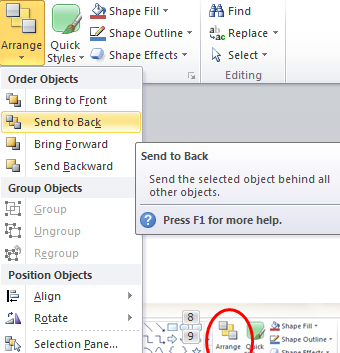 Arrange
Quick Styles
Shape Fill
Shape Outline
Shape Effects
Find
Replace
Select
Editing
Order Objects
Bring to Front
Send to Back
Bring Forward
Send Backward
Group Objects
Group
Ungroup
Regroup
Position Objects
Align
Rotate
Selection Pane...
Send to Back
Send the selected object behind all
other objects.
Press F1 for more help.
8
9
Arrange
Quick
Shape Fill
Shape Outline
Shape Effects